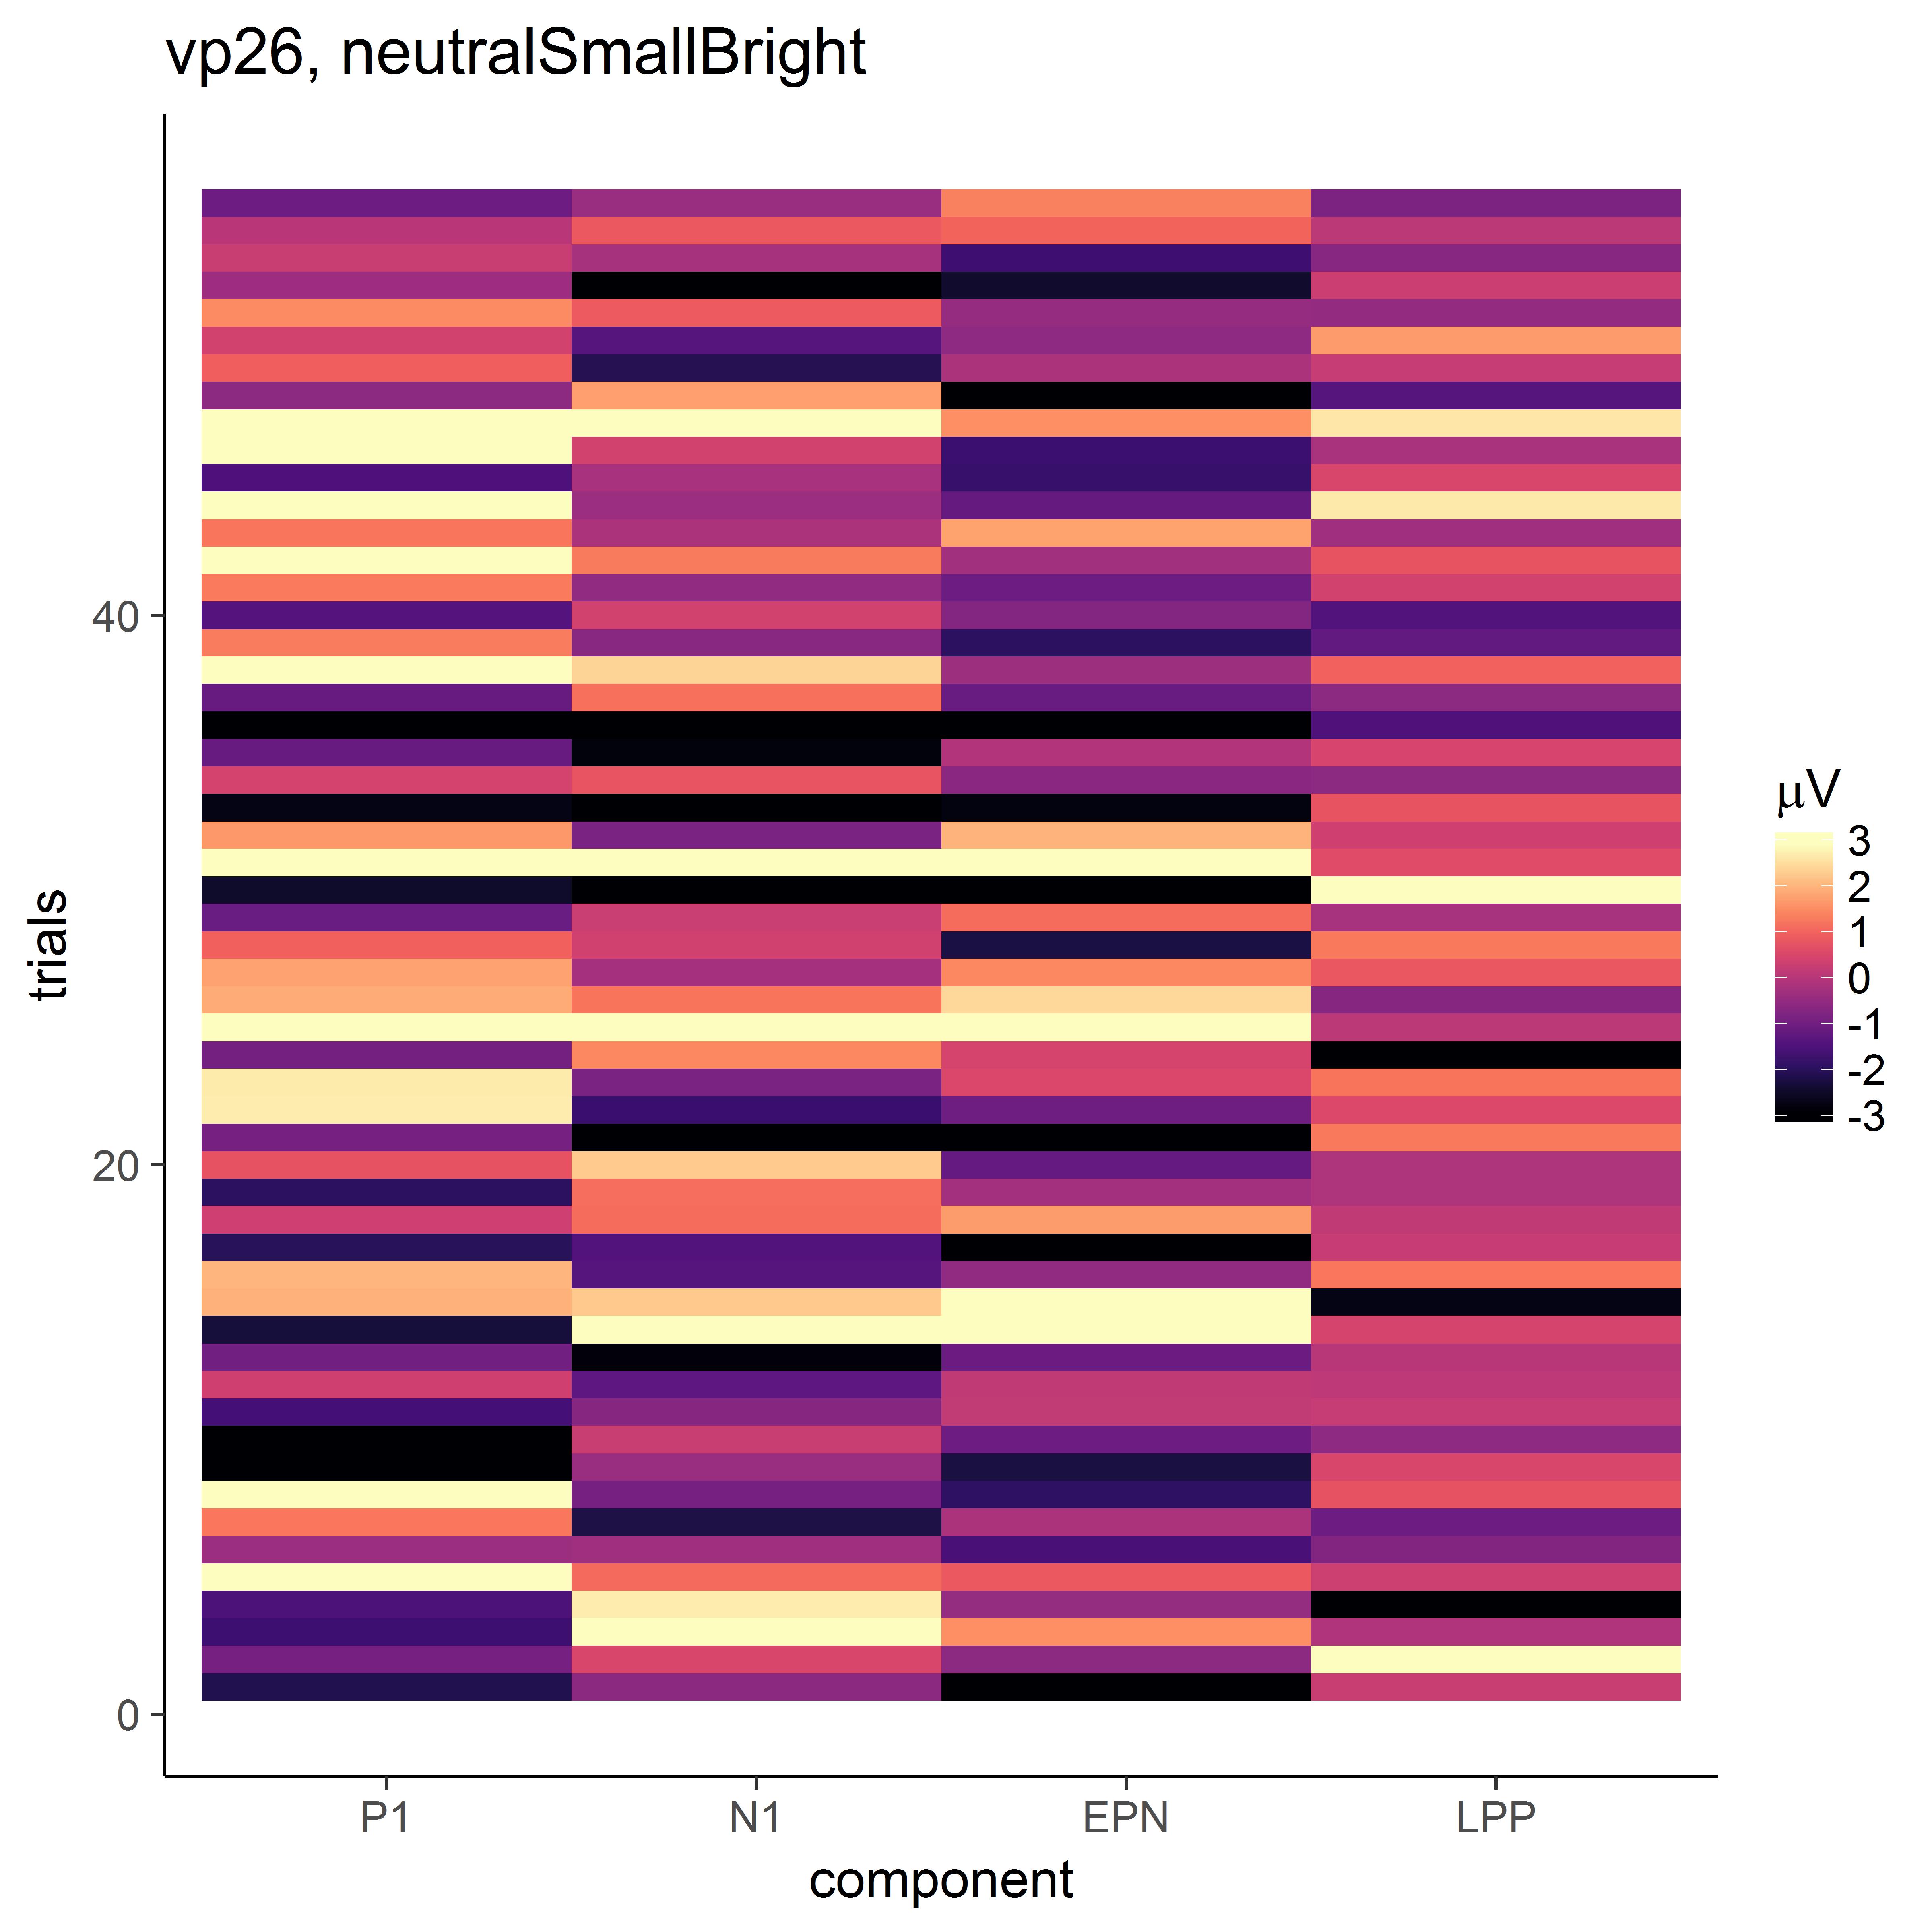 vp26, neutralSmallBright
trials
40
20
0
P1 N1 EPN LPP
component
μV
3
2
1
0
-1
-2
-3